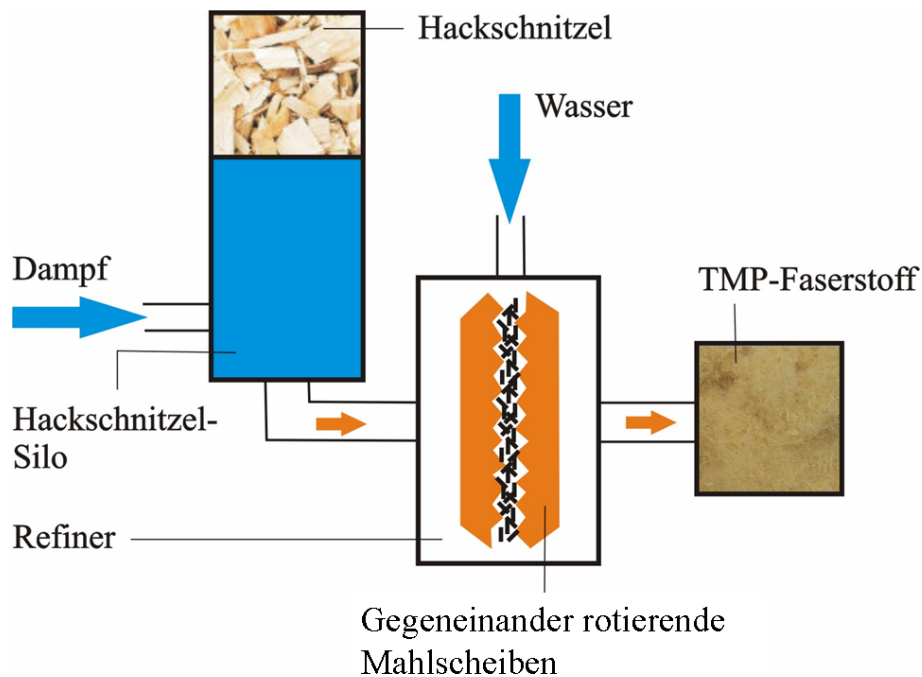 Hackschnitzel
Wasser
Dampf
TMP-Faserstoff
Hackschnitzel-
Silo
Refiner
Gegeneinander rotierende
Mahlscheiben